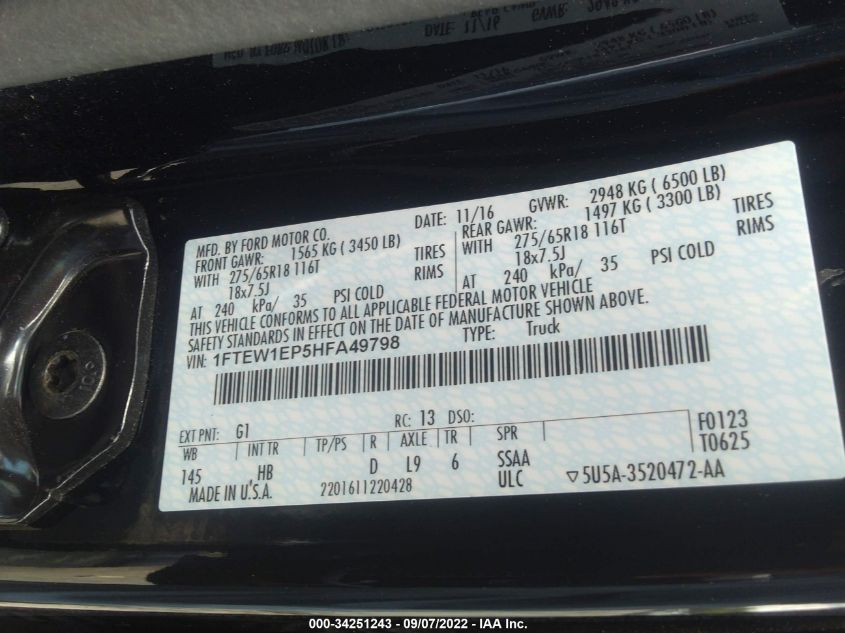 MFD. BY FORD MOTOR CO.
DATE: 11/16 GVWR: 2948 KG ( 6500 LB)
FRONT GAWR: 1565 KG ( 3450 LB)
REAR GAWR: 1497 KG ( 3300 LB)
WITH 275/65R18 116T TIRES
WITH 275/65R18 116T TIRES
18x7.5J RIMS
18x7.5J RIMS
AT 240 kPa/ 35 PSI COLD
AT 240 kPa/ 35 PSI COLD
THIS VEHICLE CONFORMS TO ALL APPLICABLE FEDERAL MOTOR VEHICLE
SAFETY STANDARDS IN EFFECT ON THE DATE OF MANUFACTURE SHOWN ABOVE.
VIN: 1FTEW1EP5HFA49798 TYPE: Truck
EXT PNT: G1 RC: 13 DSO:
WB INT TR TP/PS R AXLE TR SPR
F0123
T0625
145 HB D L9 6 SSAA
ULC
MADE IN U.S.A. 2201611220428 ▽5U5A-3520472-AA
000-34251243 - 09/07/2022 - IAA Inc.